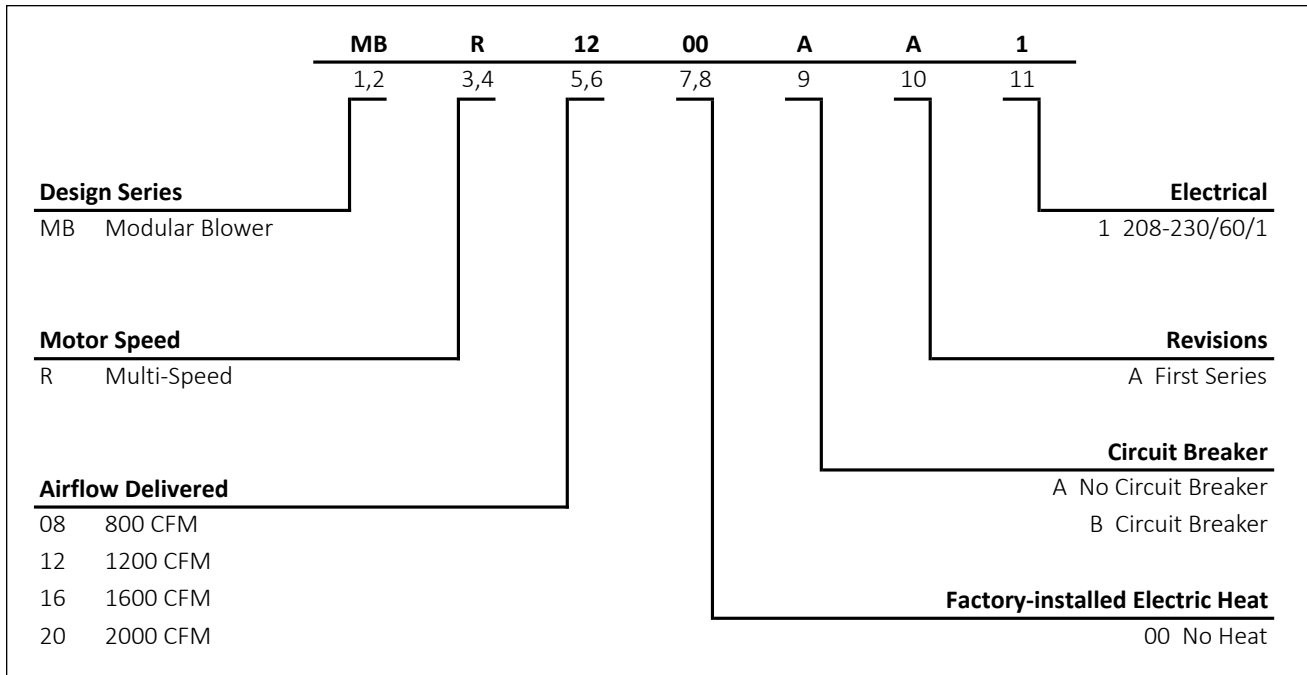 MB R 12 00 A A 1
1,2 3,4 5,6 7,8 9 10 11
Design Series
MB Modular Blower
Electrical
1 208-230/60/1
Motor Speed
R Multi-Speed
Revisions
A First Series
Circuit Breaker
A No Circuit Breaker
B Circuit Breaker
Airflow Delivered
08 800 CFM
12 1200 CFM
16 1600 CFM
20 2000 CFM
Factory-installed Electric Heat
00 No Heat